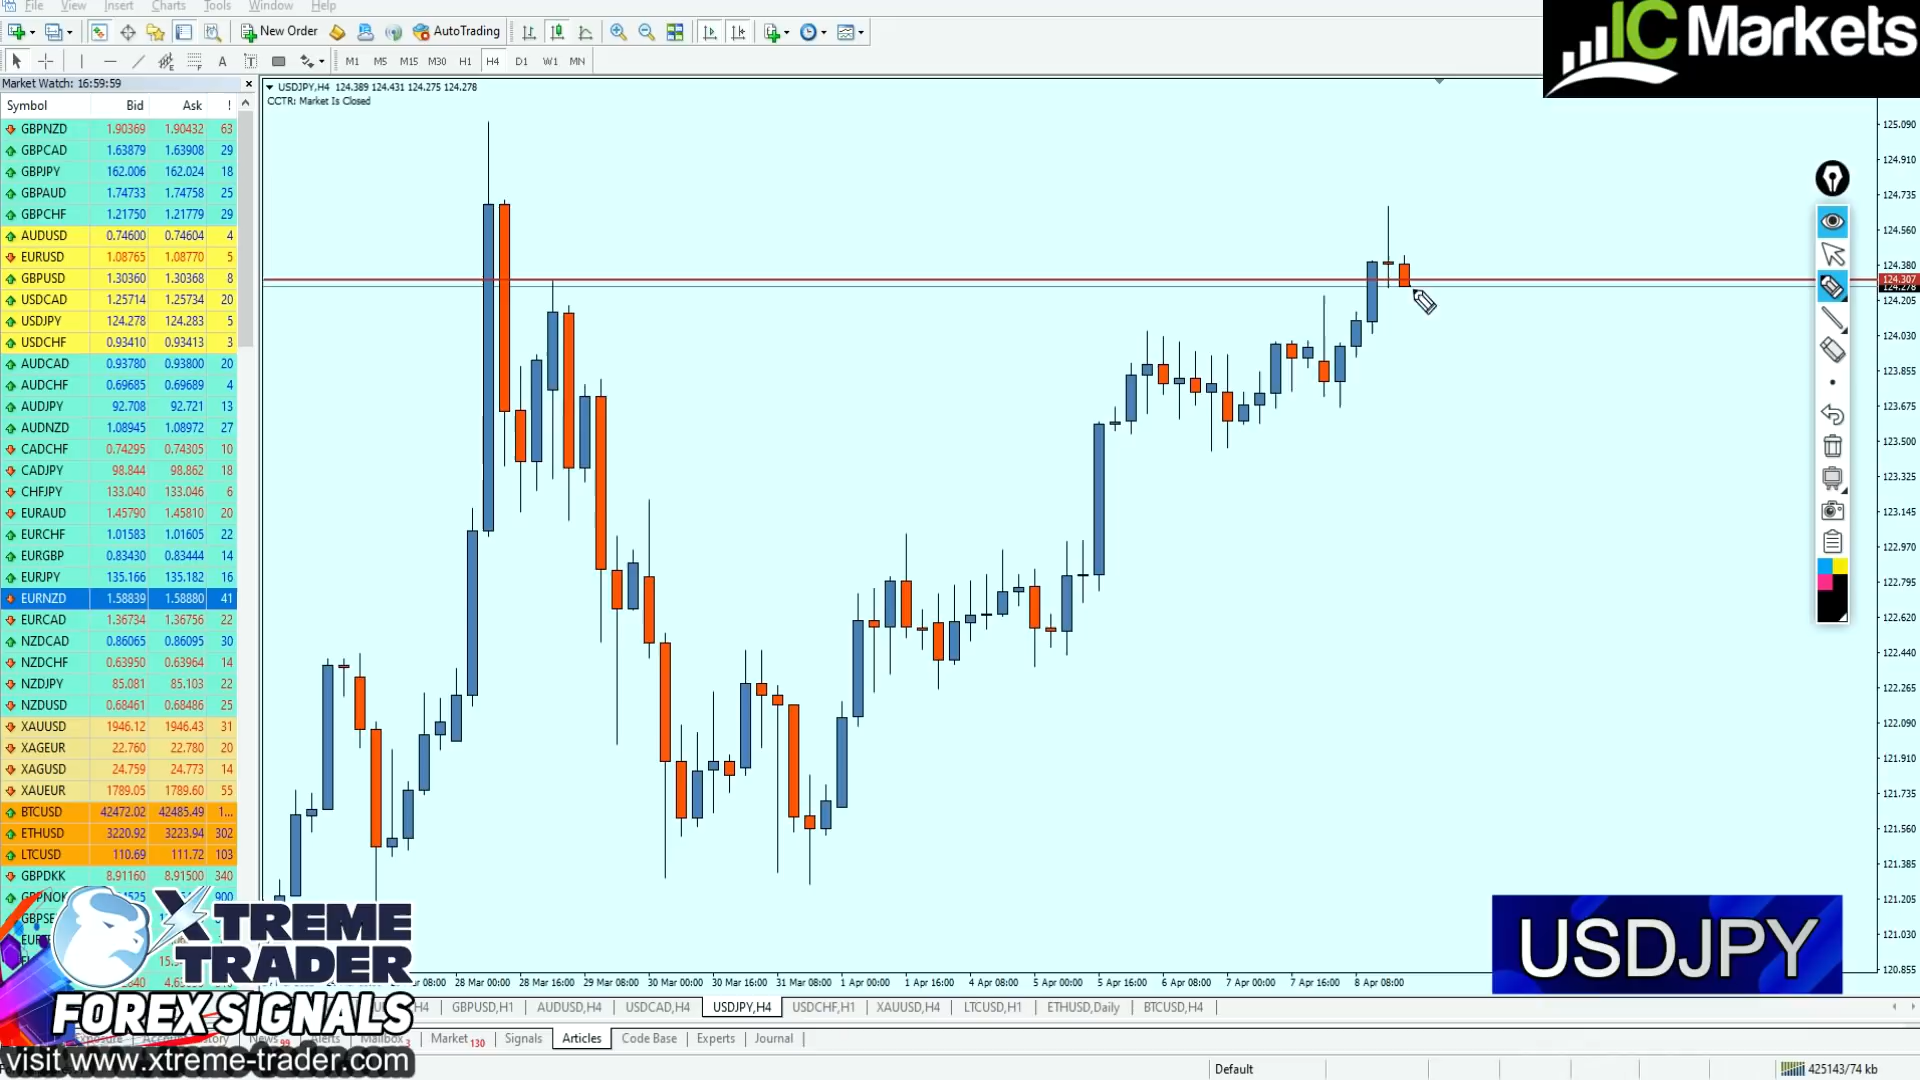 File View Insert Charts Tools Window Help
IC Markets
New Order AutoTrading
A T M1 M5 M15 M30 H1 H4 D1 W1 MN
Market Watch: 16:59:59
Symbol Bid Ask !
GBPNZD 1.90369 1.90432 63
GBPCAD 1.63879 1.63908 29
GBPJPY 162.006 162.024 18
GBPAUD 1.74733 1.74758 25
GBPCHF 1.21750 1.21779 29
AUDUSD 0.74600 0.74604 4
EURUSD 1.08765 1.08770 5
GBPUSD 1.30360 1.30368 8
USDCAD 1.25714 1.25734 20
USDJPY 124.278 124.283 5
USDCHF 0.93410 0.93413 3
AUDCAD 0.93780 0.93800 20
AUDCHF 0.69685 0.69689 4
AUDJPY 92.708 92.721 13
AUDNZD 1.08945 1.08972 27
CADCHF 0.74295 0.74305 10
CADJPY 98.844 98.862 18
CHFJPY 133.040 133.046 6
EURAUD 1.45790 1.45810 20
EURCHF 1.01583 1.01605 22
EURGBP 0.83430 0.83444 14
EURJPY 135.166 135.182 16
EURNZD 1.58839 1.58880 41
EURCAD 1.36734 1.36756 22
NZDCAD 0.86065 0.86095 30
NZDCHF 0.63950 0.63964 14
NZDJPY 85.081 85.103 22
NZDUSD 0.68461 0.68486 25
XAUUSD 1946.12 1946.43 31
XAGEUR 22.760 22.780 20
XAGUSD 24.759 24.773 14
XAUEUR 1789.05 1789.60 55
BTCUSD 42472.02 42485.49 1...
ETHUSD 3220.92 3223.94 302
LTCUSD 110.69 111.72 103
GBPDKK 8.91160 8.91500 340
900
USDJPY,H4 124.389 124.431 124.275 124.278
CCTR: Market Is Closed
125.090
124.910
124.735
124.560
124.380
124.307
124.278
124.205
124.030
123.855
123.675
123.500
123.325
123.145
122.970
122.795
122.620
122.440
122.265
122.090
121.910
121.735
121.560
121.385
121.205
121.030
120.855
USDJPY
08:00 28 Mar 00:00 28 Mar 16:00 29 Mar 08:00 30 Mar 00:00 30 Mar 16:00 31 Mar 08:00 1 Apr 00:00 1 Apr 16:00 4 Apr 08:00 5 Apr 00:00 5 Apr 16:00 6 Apr 08:00 7 Apr 00:00 7 Apr 16:00 8 Apr 08:00
H4 GBPUSD,H1 AUDUSD,H4 USDCAD,H4 USDJPY,H4 USDCHF,H1 XAUUSD,H4 LTCUSD,H1 ETHUSD,Daily BTCUSD,H4
XTREME
TRADER
FOREX SIGNALS
News 99 Alerts Mailbox 3 Market 130 Signals Articles Code Base Experts Journal
visit www.xtreme-trader.com
Default 425143/74 kb